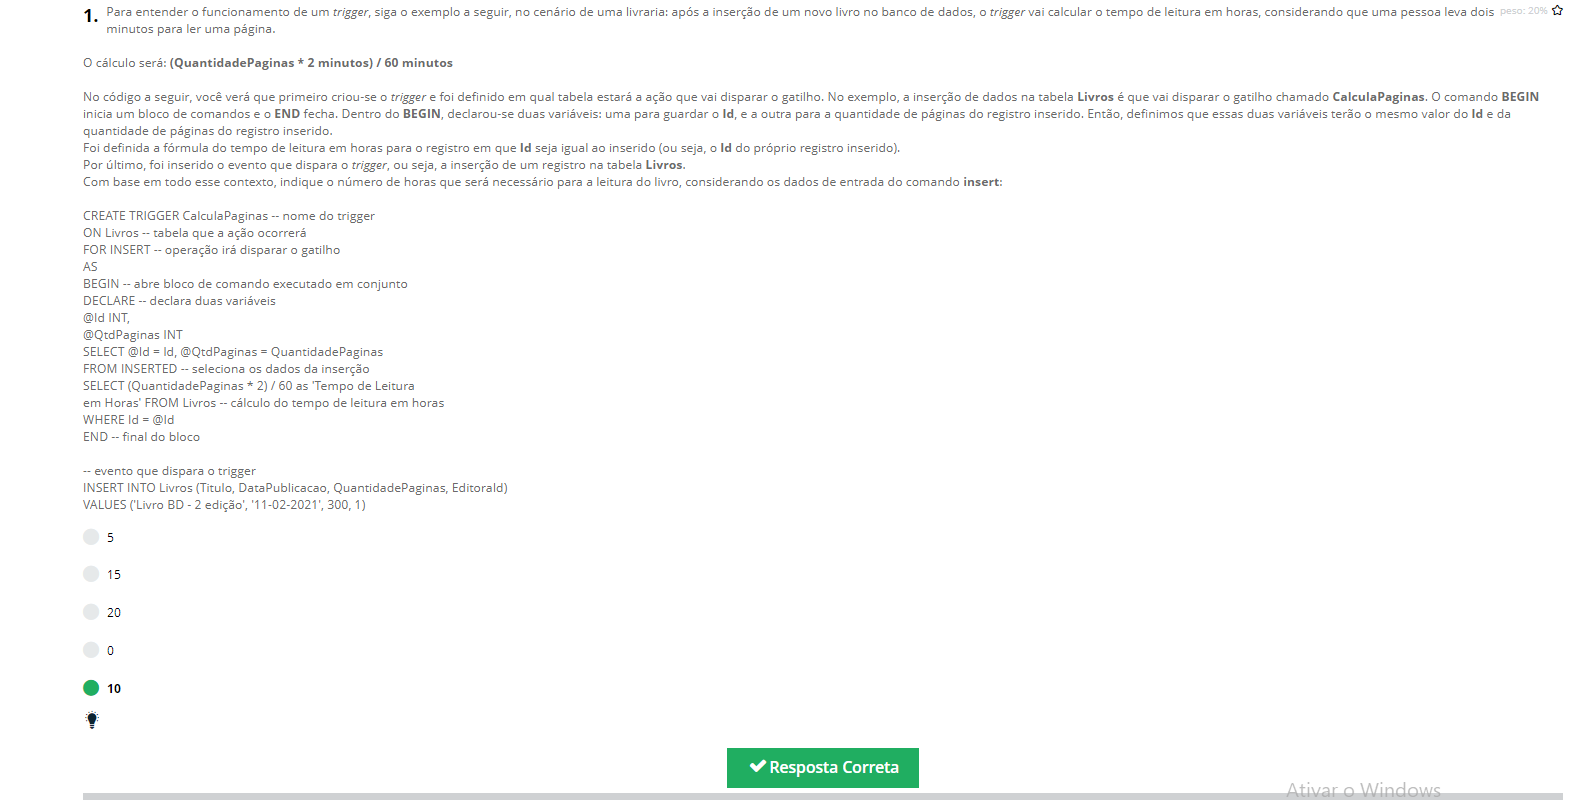 1. Para entender o funcionamento de um trigger, siga o exemplo a seguir, no cenário de uma livraria: após a inserção de um novo livro no banco de dados, o trigger vai calcular o tempo de leitura em horas, considerando que uma pessoa leva dois peso: 20%
minutos para ler uma página.
O cálculo será: (QuantidadePaginas * 2 minutos) / 60 minutos
No código a seguir, você verá que primeiro criou-se o trigger e foi definido em qual tabela estará a ação que vai disparar o gatilho. No exemplo, a inserção de dados na tabela Livros é que vai disparar o gatilho chamado CalculaPaginas. O comando BEGIN
inicia um bloco de comandos e o END fecha. Dentro do BEGIN, declarou-se duas variáveis: uma para guardar o Id, e a outra para a quantidade de páginas do registro inserido. Então, definimos que essas duas variáveis terão o mesmo valor do Id e da
quantidade de páginas do registro inserido.
Foi definida a fórmula do tempo de leitura em horas para o registro em que Id seja igual ao inserido (ou seja, o Id do próprio registro inserido).
Por último, foi inserido o evento que dispara o trigger, ou seja, a inserção de um registro na tabela Livros.
Com base em todo esse contexto, indique o número de horas que será necessário para a leitura do livro, considerando os dados de entrada do comando insert:
CREATE TRIGGER CalculaPaginas -- nome do trigger
ON Livros -- tabela que a ação ocorrerá
FOR INSERT -- operação irá disparar o gatilho
AS
BEGIN -- abre bloco de comando executado em conjunto
DECLARE -- declara duas variáveis
@Id INT,
@QtdPaginas INT
SELECT @Id = Id, @QtdPaginas = QuantidadePaginas
FROM INSERTED -- seleciona os dados da inserção
SELECT (QuantidadePaginas * 2) / 60 as 'Tempo de Leitura
em Horas' FROM Livros -- cálculo do tempo de leitura em horas
WHERE Id = @Id
END -- final do bloco
-- evento que dispara o trigger
INSERT INTO Livros (Titulo, DataPublicacao, QuantidadePaginas, EditoraId)
VALUES ('Livro BD - 2 edição', '11-02-2021', 300, 1)
5
15
20
0
10
Resposta Correta
Ativar o Windows